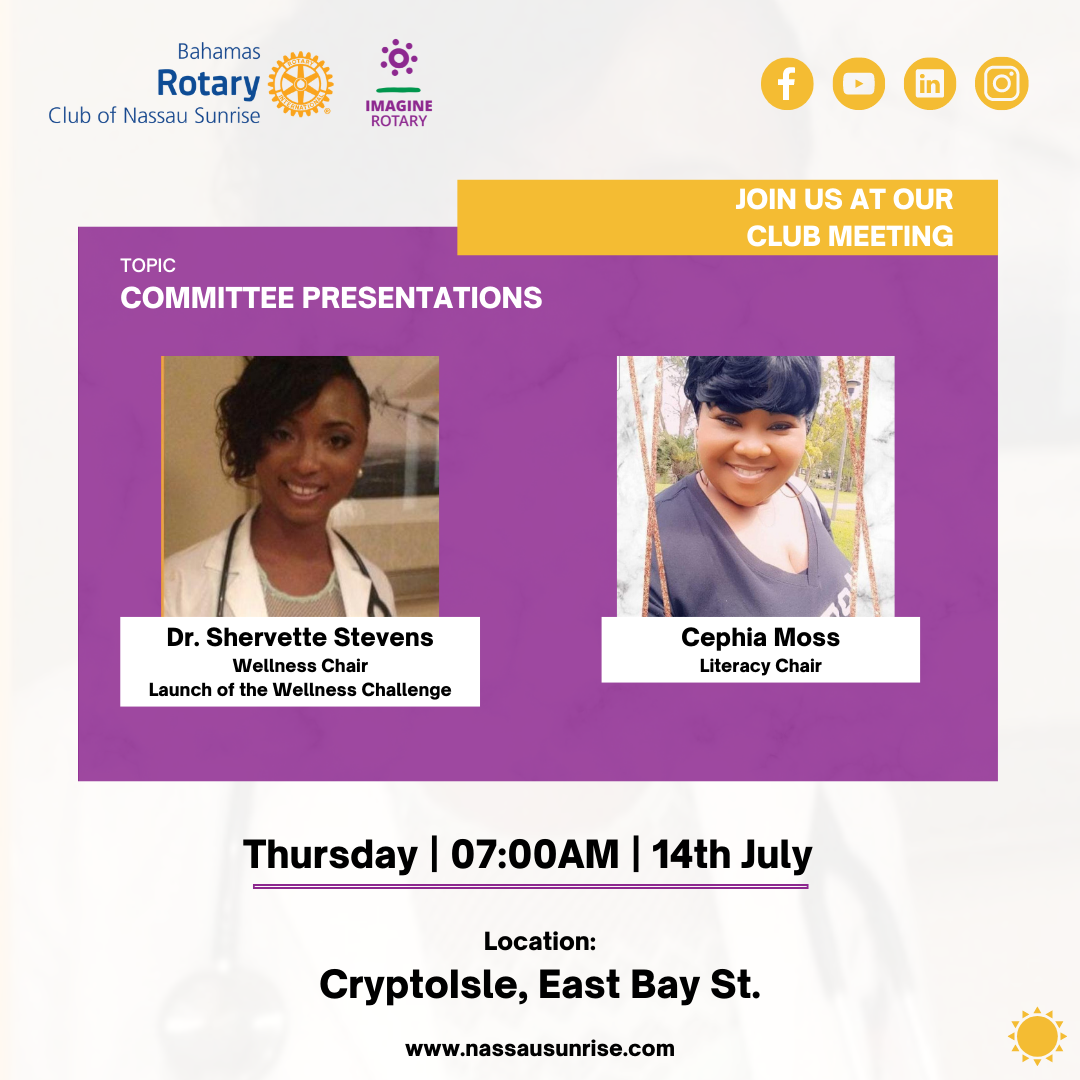 Bahamas
Rotary
Club of Nassau Sunrise
IMAGINE
ROTARY
JOIN US AT OUR
CLUB MEETING
TOPIC
COMMITTEE PRESENTATIONS
Dr. Shervette Stevens
Wellness Chair
Launch of the Wellness Challenge
Cephia Moss
Literacy Chair
Thursday | 07:00AM | 14th July
Location:
CryptoIsle, East Bay St.
www.nassausunrise.com